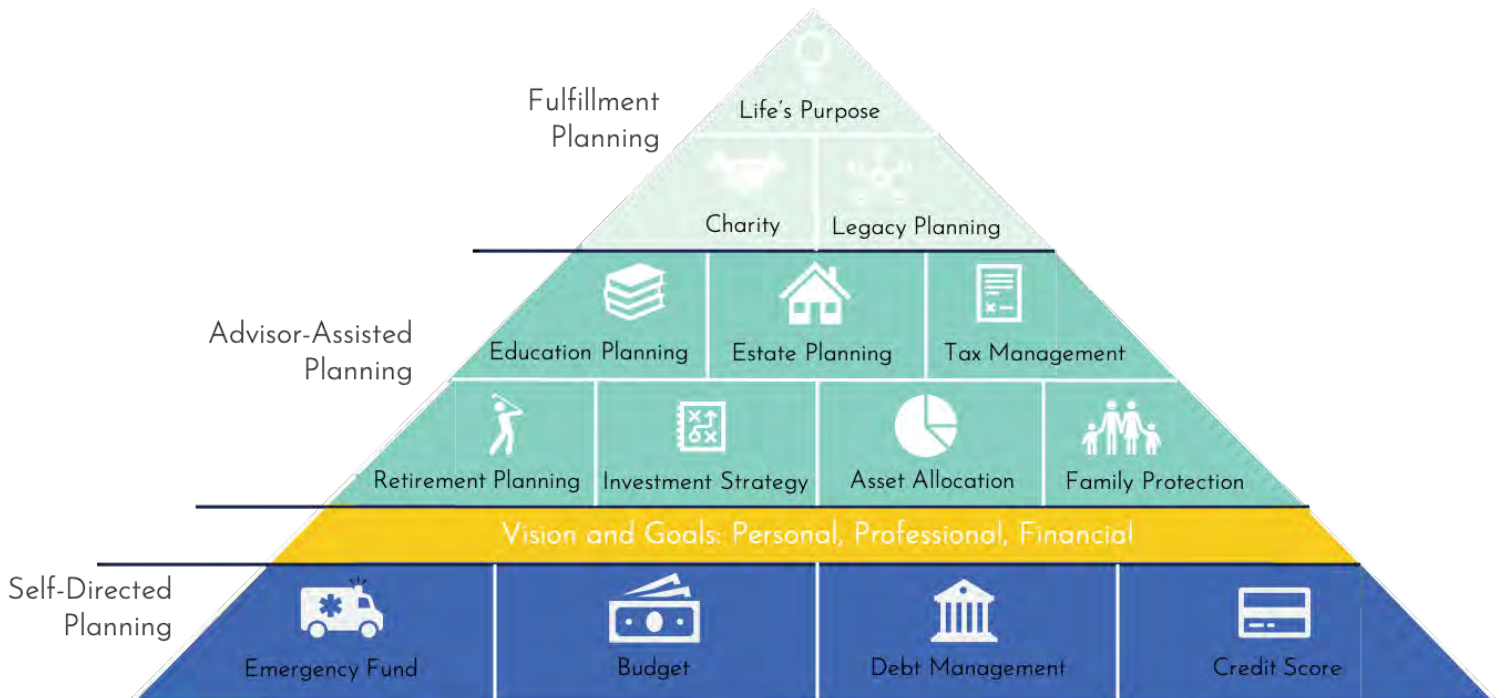 Fulfillment
Planning
Life's Purpose
Charity
Legacy Planning
Advisor-Assisted
Planning
Education Planning
Estate Planning
Tax Management
Retirement Planning
Investment Strategy
Asset Allocation
Family Protection
Vision and Goals: Personal, Professional, Financial
Self-Directed
Planning
Emergency Fund
Budget
Debt Management
Credit Score